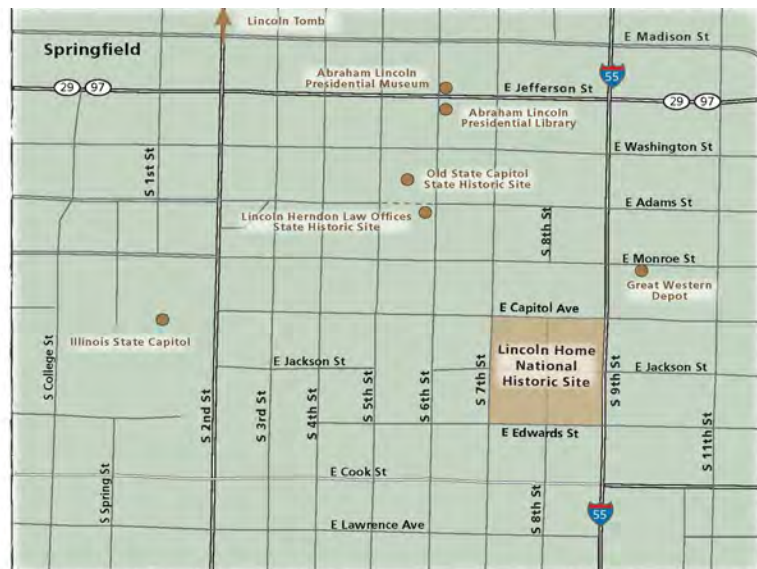 Lincoln Tomb
E Madison St
Springfield
55
Abraham Lincoln
Presidential Museum
29 97
E Jefferson St
29 97
Abraham Lincoln
Presidential Library
E Washington St
S 1st St
Old State Capitol
State Historic Site
E Adams St
Lincoln Herndon Law Offices
State Historic Site
S 8th St
E Monroe St
Great Western
Depot
E Capitol Ave
Illinois State Capitol
Lincoln Home
National
Historic Site
E Jackson St
E Jackson St
S College St
S 2nd St
S 3rd St
S 4th St
S 5th St
S 6th St
S 7th St
S 9th St
S 11th St
E Edwards St
E Cook St
S Spring St
S 8th St
55
E Lawrence Ave